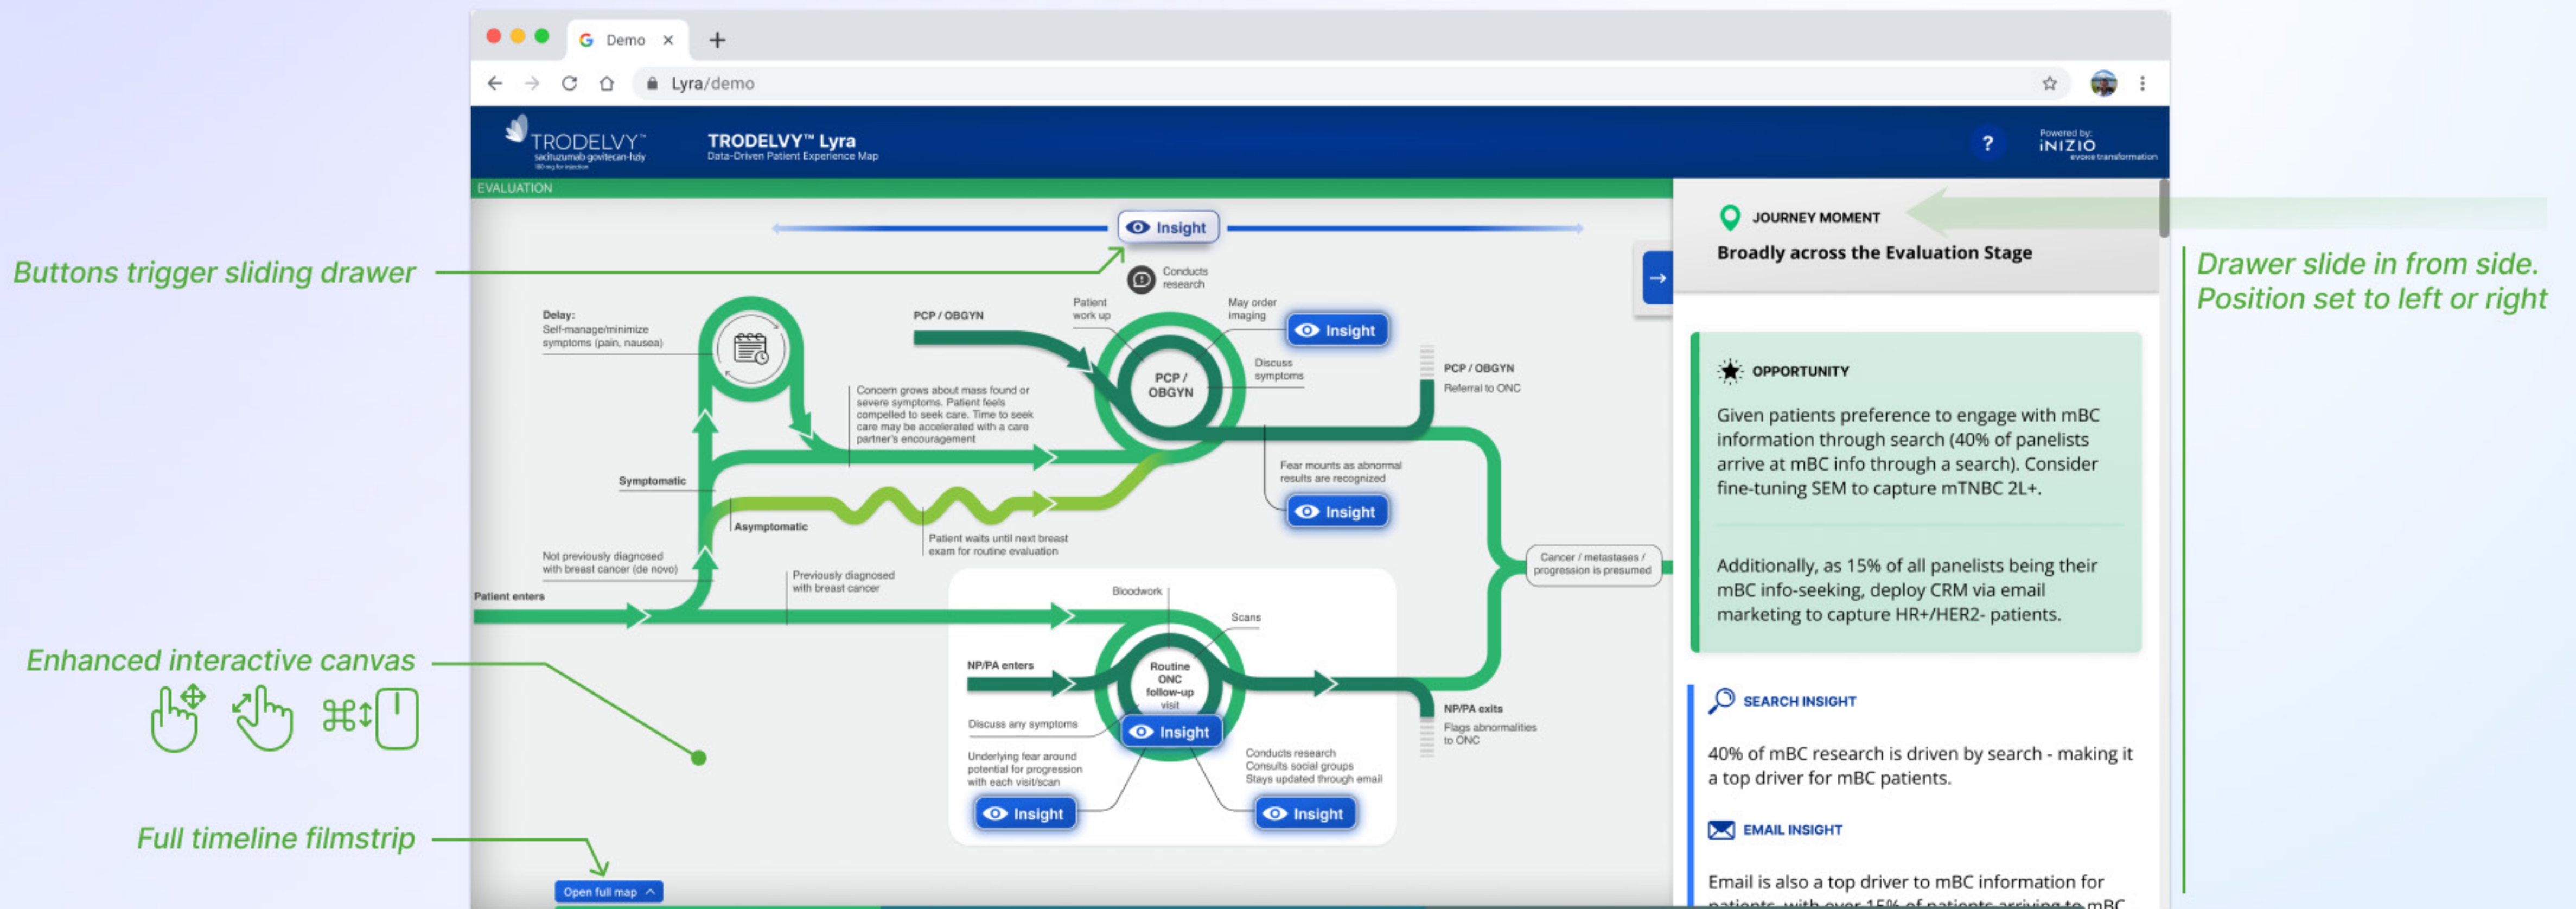 Demo
Lyra/demo
TRODELVY™
sacituzumab govitecan-hziy
180 mg for injection
TRODELVY™ Lyra
Data-Driven Patient Experience Map
?
Powered by:
iNIZIO
evoke transformation
EVALUATION
Insight
Conducts
research
Buttons trigger sliding drawer
Delay:
Self-manage/minimize
symptoms (pain, nausea)
PCP / OBGYN
Patient
work up
May order
imaging
Insight
PCP /
OBGYN
Discuss
symptoms
PCP / OBGYN
Referral to ONC
Concern grows about mass found or
severe symptoms. Patient feels
compelled to seek care. Time to seek
care may be accelerated with a care
partner's encouragement
Symptomatic
Fear mounts as abnormal
results are recognized
Insight
Asymptomatic
Patient waits until next breast
exam for routine evaluation
Not previously diagnosed
with breast cancer (de novo)
Previously diagnosed
with breast cancer
Patient enters
Cancer / metastases /
progression is presumed
Bloodwork
Scans
NP/PA enters
Routine
ONC
follow-up
visit
Insight
Discuss any symptoms
Underlying fear around
potential for progression
with each visit/scan
Insight
Conducts research
Consults social groups
Stays updated through email
Insight
NP/PA exits
Flags abnormalities
to ONC
Enhanced interactive canvas
Full timeline filmstrip
Open full map
JOURNEY MOMENT
Broadly across the Evaluation Stage
OPPORTUNITY
Given patients preference to engage with mBC
information through search (40% of panelists
arrive at mBC info through a search). Consider
fine-tuning SEM to capture mTNBC 2L+.
Additionally, as 15% of all panelists being their
mBC info-seeking, deploy CRM via email
marketing to capture HR+/HER2- patients.
SEARCH INSIGHT
40% of mBC research is driven by search - making it
a top driver for mBC patients.
EMAIL INSIGHT
Email is also a top driver to mBC information for
patients, with over 15% of patients arriving to mBC
Drawer slide in from side.
Position set to left or right